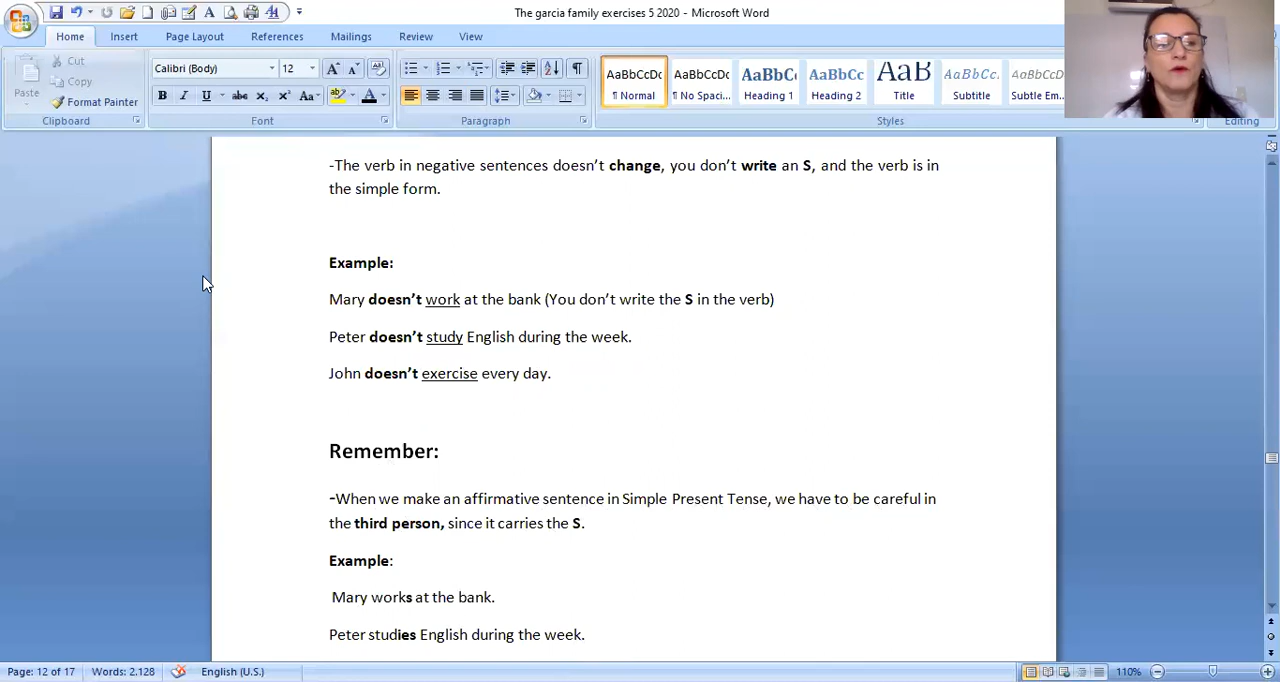 The garcia family exercises 5 2020 - Microsoft Word
Home Insert Page Layout References Mailings Review View
Paste
Cut
Copy
Format Painter
Clipboard
Calibri (Body) 12
Font
Paragraph
AaBbCcDc AaBbCcDc AaBbC AaBbCc AaB AaBbCc. AaBbCcDc
¶ Normal ¶ No Spaci... Heading 1 Heading 2 Title Subtitle Subtle Em...
Styles
Editing
-The verb in negative sentences doesn’t change, you don’t write an S, and the verb is in
the simple form.
Example:
Mary doesn’t work at the bank (You don’t write the S in the verb)
Peter doesn’t study English during the week.
John doesn’t exercise every day.
Remember:
-When we make an affirmative sentence in Simple Present Tense, we have to be careful in
the third person, since it carries the S.
Example:
Mary works at the bank.
Peter studies English during the week.
Page: 12 of 17 Words: 2,128 English (U.S.) 110%